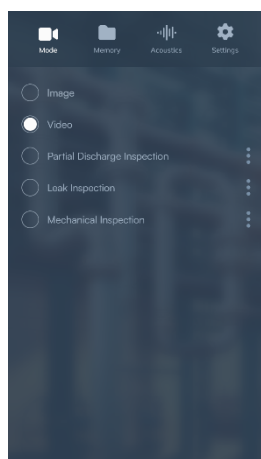 Mode Memory Acoustics Settings
Image
Video
Partial Discharge Inspection
Leak Inspection
Mechanical Inspection